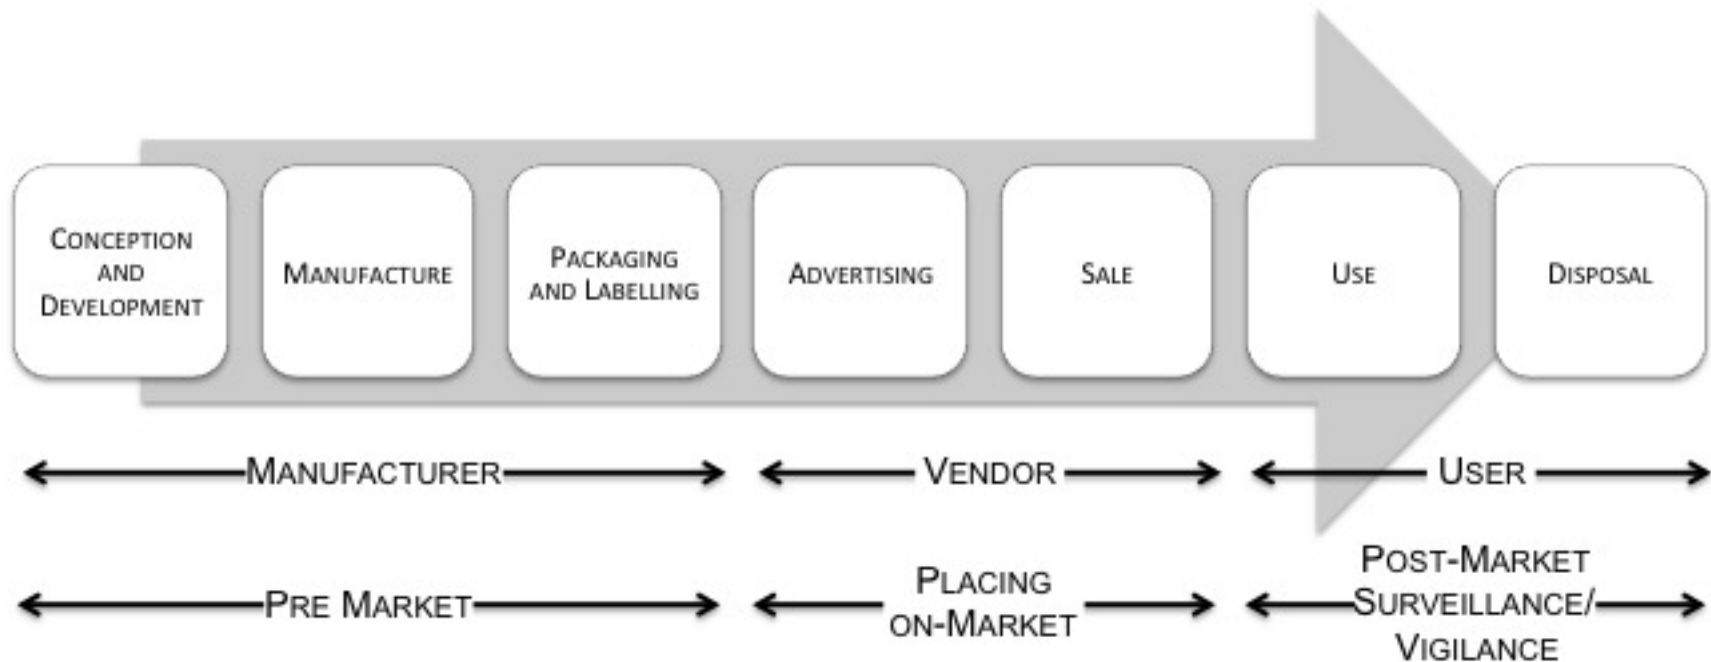 Conception
and
Development
Manufacture
Packaging
and Labelling
Advertising
Sale
Use
Disposal
Manufacturer
Vendor
User
Pre Market
Placing
on-Market
Post-Market
Surveillance/
Vigilance